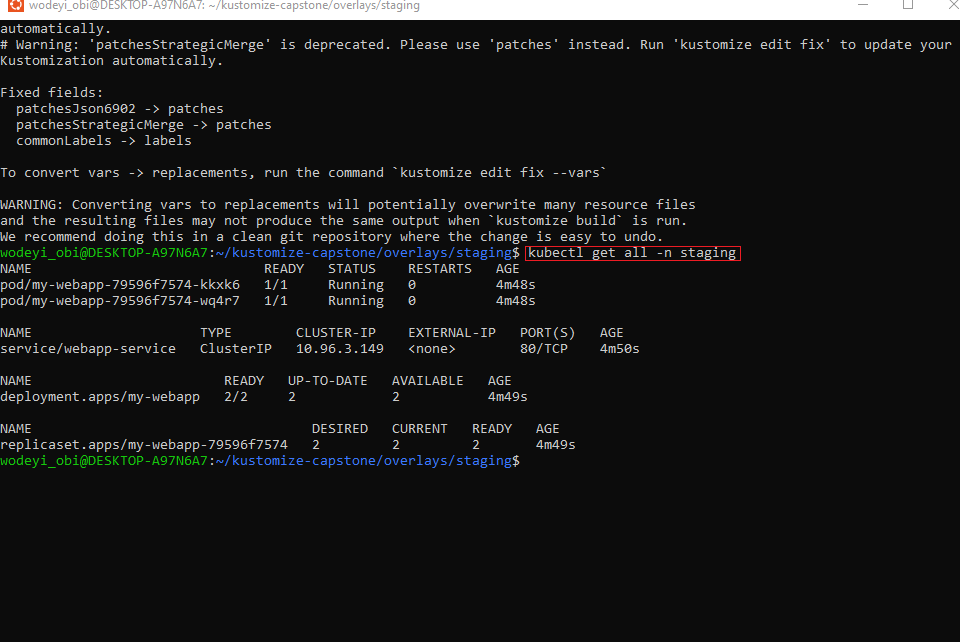 wodeyi_obi@DESKTOP-A97N6A7: ~/kustomize-capstone/overlays/staging
automatically.
# Warning: 'patchesStrategicMerge' is deprecated. Please use 'patches' instead. Run 'kustomize edit fix' to update your
Kustomization automatically.
Fixed fields:
patchesJson6902 -> patches
patchesStrategicMerge -> patches
commonLabels -> labels
To convert vars -> replacements, run the command `kustomize edit fix --vars`
WARNING: Converting vars to replacements will potentially overwrite many resource files
and the resulting files may not produce the same output when `kustomize build` is run.
We recommend doing this in a clean git repository where the change is easy to undo.
wodeyi_obi@DESKTOP-A97N6A7:~/kustomize-capstone/overlays/staging$ kubectl get all -n staging
NAME READY STATUS RESTARTS AGE
pod/my-webapp-79596f7574-kkxk6 1/1 Running 0 4m48s
pod/my-webapp-79596f7574-wq4r7 1/1 Running 0 4m48s
NAME TYPE CLUSTER-IP EXTERNAL-IP PORT(S) AGE
service/webapp-service ClusterIP 10.96.3.149 <none> 80/TCP 4m50s
NAME READY UP-TO-DATE AVAILABLE AGE
deployment.apps/my-webapp 2/2 2 2 4m49s
NAME DESIRED CURRENT READY AGE
replicaset.apps/my-webapp-79596f7574 2 2 2 4m49s
wodeyi_obi@DESKTOP-A97N6A7:~/kustomize-capstone/overlays/staging$